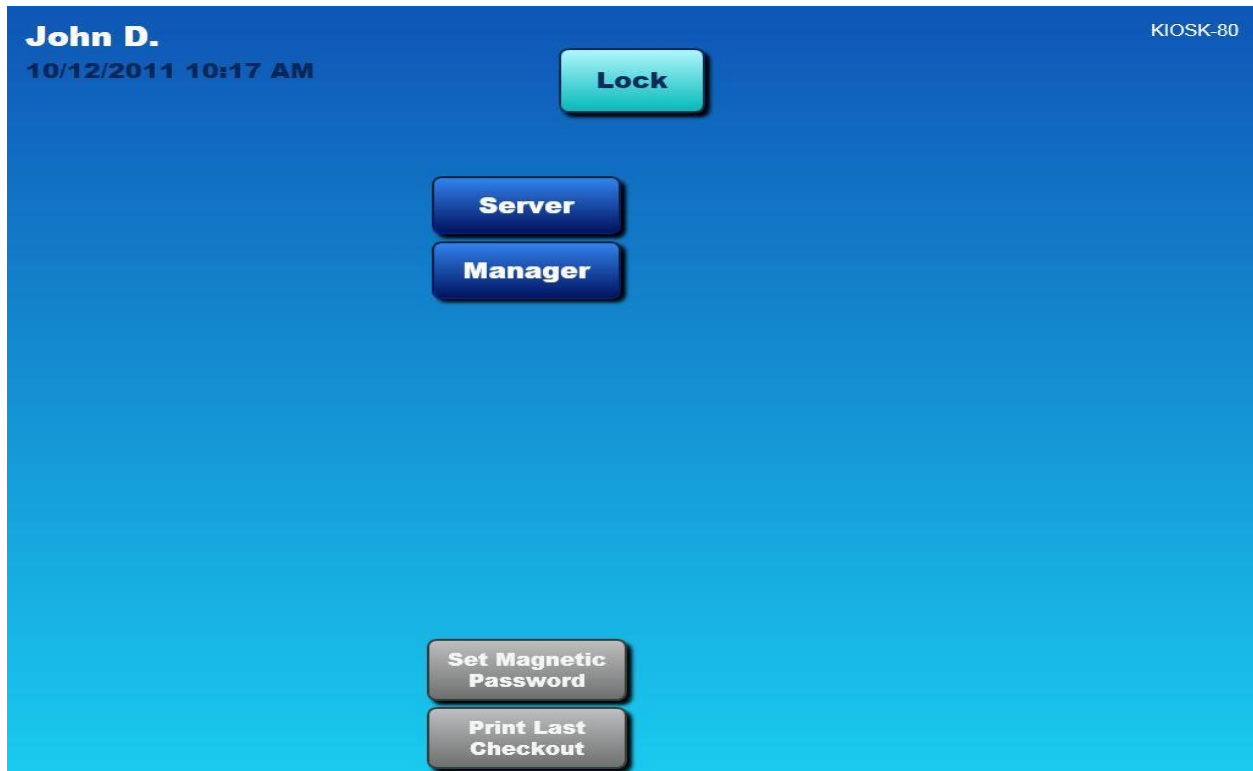 John D.
KIOSK-80
10/12/2011 10:17 AM
Lock
Server
Manager
Set Magnetic
Password
Print Last
Checkout